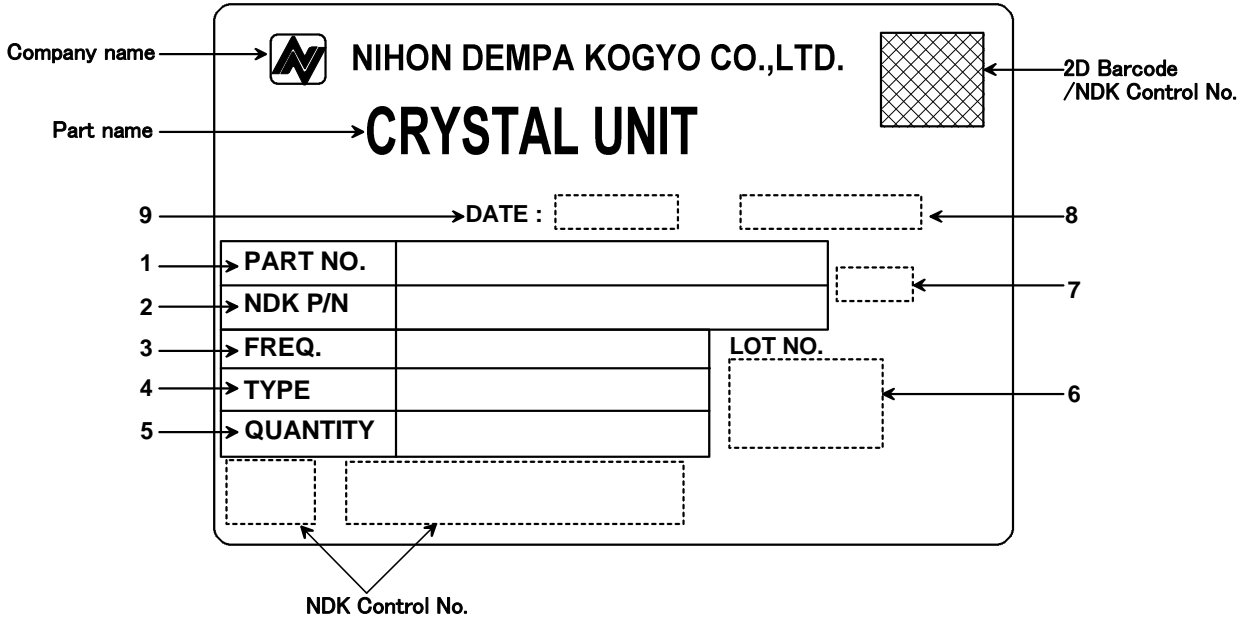 Company name
NIHON DEMPA KOGYO CO.,LTD.
2D Barcode
/NDK Control No.
Part name
CRYSTAL UNIT
9
DATE :
8
1
PART NO.
7
2
NDK P/N
3
FREQ.
LOT NO.
4
TYPE
6
5
QUANTITY
NDK Control No.